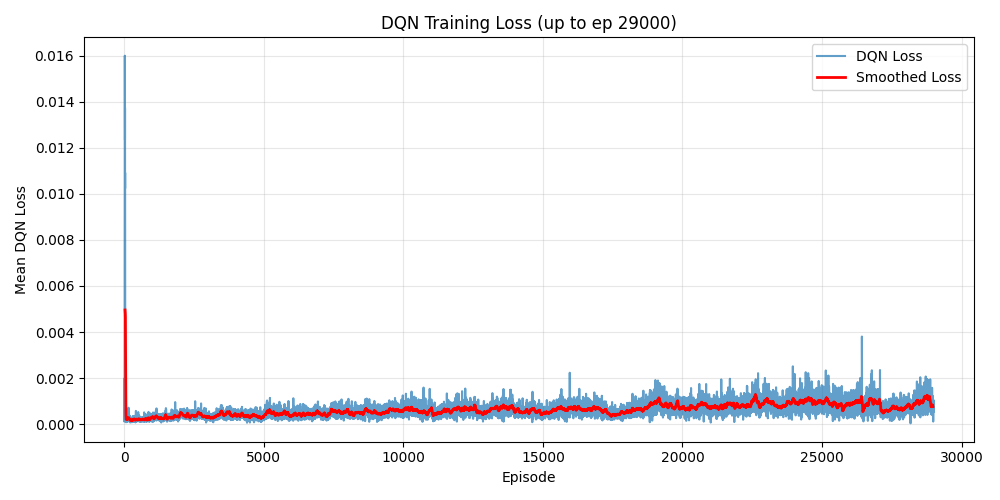 DQN Training Loss (up to ep 29000)
DQN Loss
Smoothed Loss
Mean DQN Loss
0.016
0.014
0.012
0.010
0.008
0.006
0.004
0.002
0.000
0 5000 10000 15000 20000 25000 30000
Episode